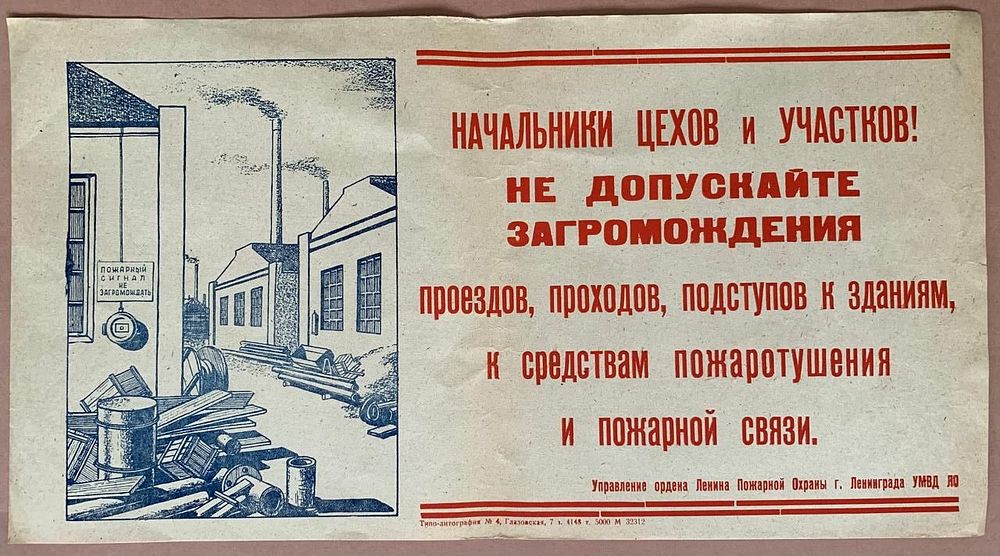 ПОЖАРНЫЙ
СИГНАЛ
НЕ
ЗАГРОМОЖДАТЬ
НАЧАЛЬНИКИ ЦЕХОВ и УЧАСТКОВ!
НЕ ДОПУСКАЙТЕ
ЗАГРОМОЖДЕНИЯ
проездов, проходов, подступов к зданиям,
к средствам пожаротушения
и пожарной связи.
Управление ордена Ленина Пожарной Охраны г. Ленинграда УМВД ЛО
Типо-литография № 4, Глазовская, 7 з. 4148 т. 5000 М 32312